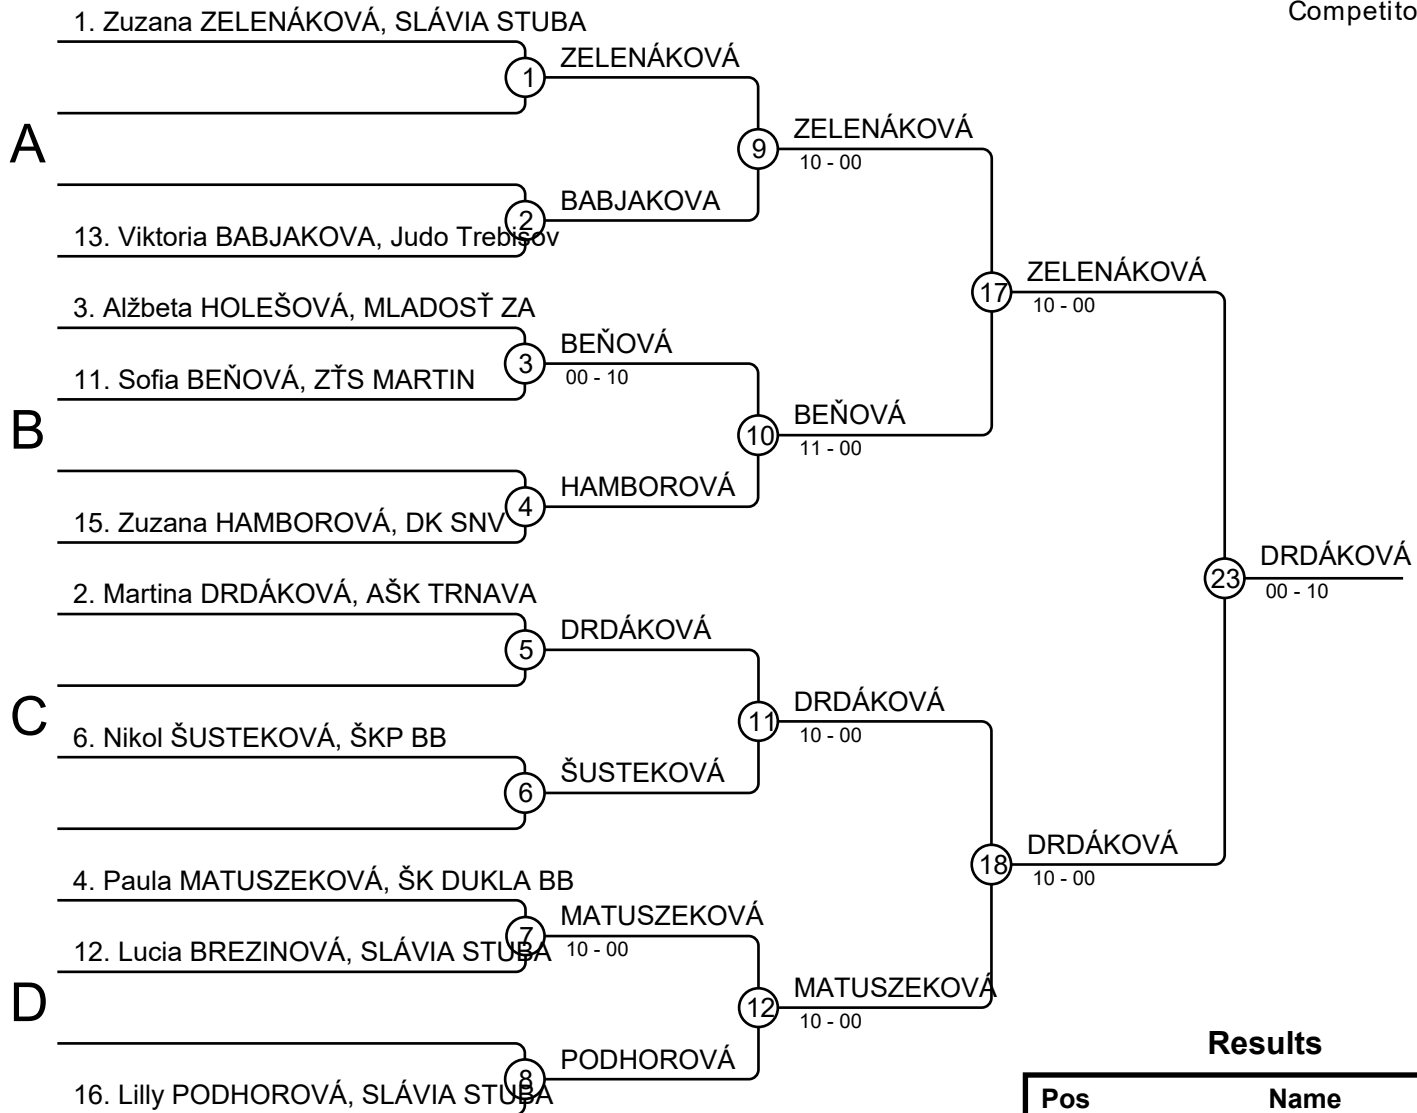 Competito
1. Zuzana ZELENÁKOVÁ, SLÁVIA STUBA
1
ZELENÁKOVÁ
A
9
ZELENÁKOVÁ
10 - 00
2
BABJAKOVA
13. Viktoria BABJAKOVA, Judo Trebišov
17
ZELENÁKOVÁ
10 - 00
3. Alžbeta HOLEŠOVÁ, MLADOSŤ ZA
3
BEŇOVÁ
00 - 10
11. Sofia BEŇOVÁ, ZŤS MARTIN
B
10
BEŇOVÁ
11 - 00
4
HAMBOROVÁ
15. Zuzana HAMBOROVÁ, DK SNV
23
DRDÁKOVÁ
00 - 10
2. Martina DRDÁKOVÁ, AŠK TRNAVA
5
DRDÁKOVÁ
C
11
DRDÁKOVÁ
10 - 00
6. Nikol ŠUSTEKOVÁ, ŠKP BB
6
ŠUSTEKOVÁ
18
DRDÁKOVÁ
10 - 00
4. Paula MATUSZEKOVÁ, ŠK DUKLA BB
7
MATUSZEKOVÁ
10 - 00
12. Lucia BREZINOVÁ, SLÁVIA STUBA
D
12
MATUSZEKOVÁ
10 - 00
8
PODHOROVÁ
16. Lilly PODHOROVÁ, SLÁVIA STUBA
Results
Pos Name